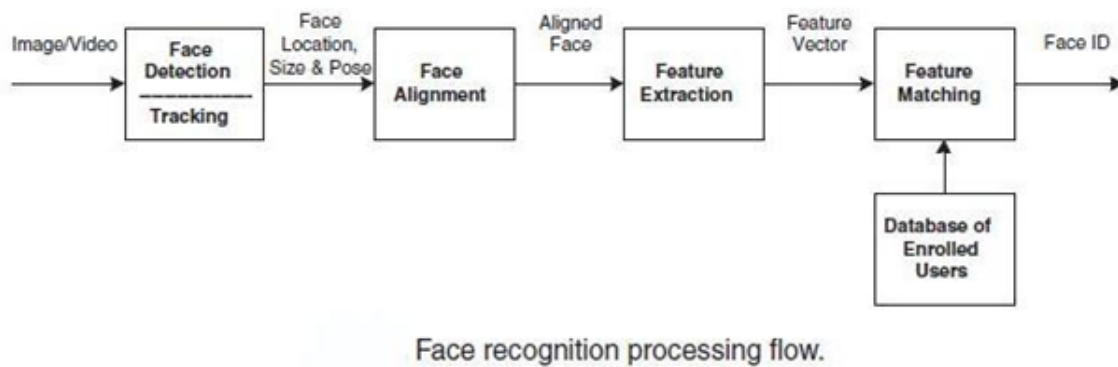 Image/Video
Face
Detection
Tracking
Face
Location,
Size & Pose
Face
Alignment
Aligned
Face
Feature
Extraction
Feature
Vector
Feature
Matching
Face ID
Database of
Enrolled
Users
Face recognition processing flow.